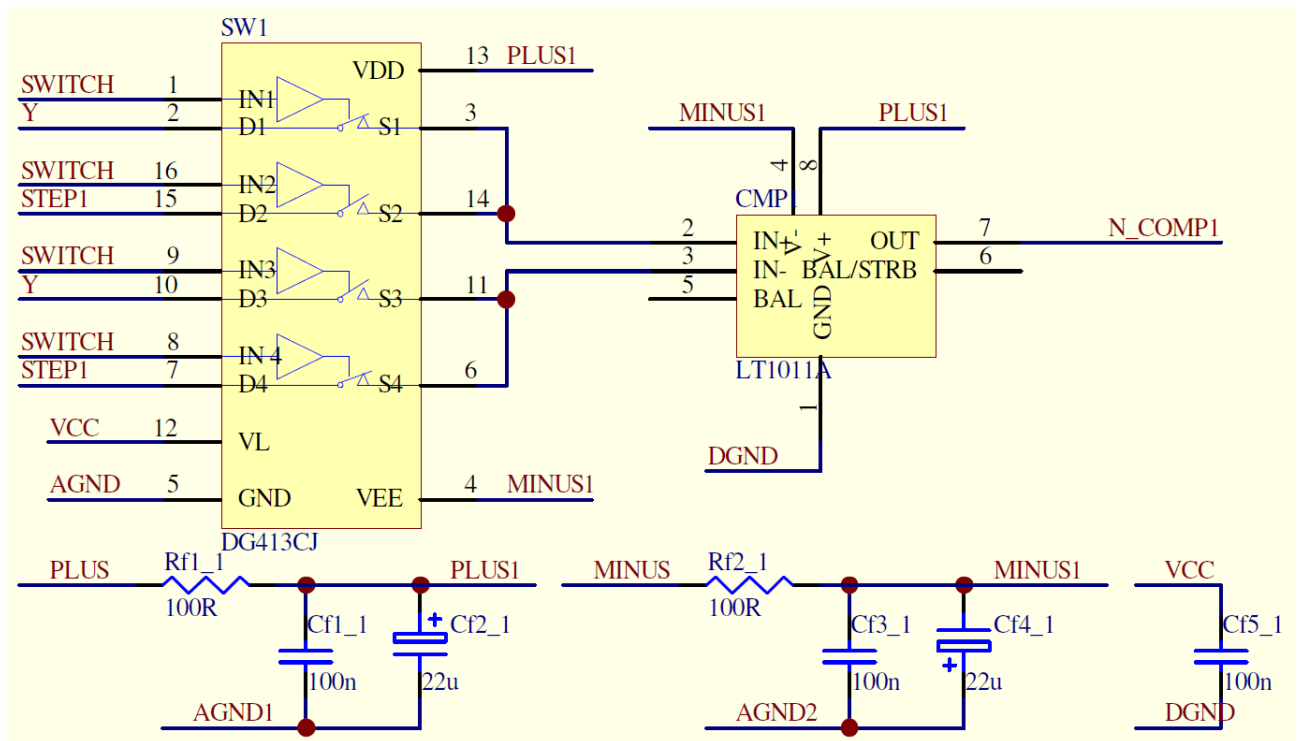 SW1
SWITCH 1 IN1 VDD 13 PLUS1
Y 2 D1 S1 3
SWITCH 16 IN2
STEP1 15 D2 S2 14
SWITCH 9 IN3
Y 10 D3 S3 11
SWITCH 8 IN4
STEP1 7 D4 S4 6
VCC 12 VL
AGND 5 GND VEE 4 MINUS1
DG413CJ
MINUS1 PLUS1
4 8
CMP1
2 IN+ V- V+ OUT 7 N_COMP1
3 IN- BAL/STRB 6
5 BAL GND
LT1011A
1
DGND
PLUS Rf1_1 PLUS1
100R
Cf1_1 + Cf2_1
100n 22u
AGND1
MINUS Rf2_1 MINUS1
100R
Cf3_1 Cf4_1
+
100n 22u
AGND2
VCC
Cf5_1
100n
DGND